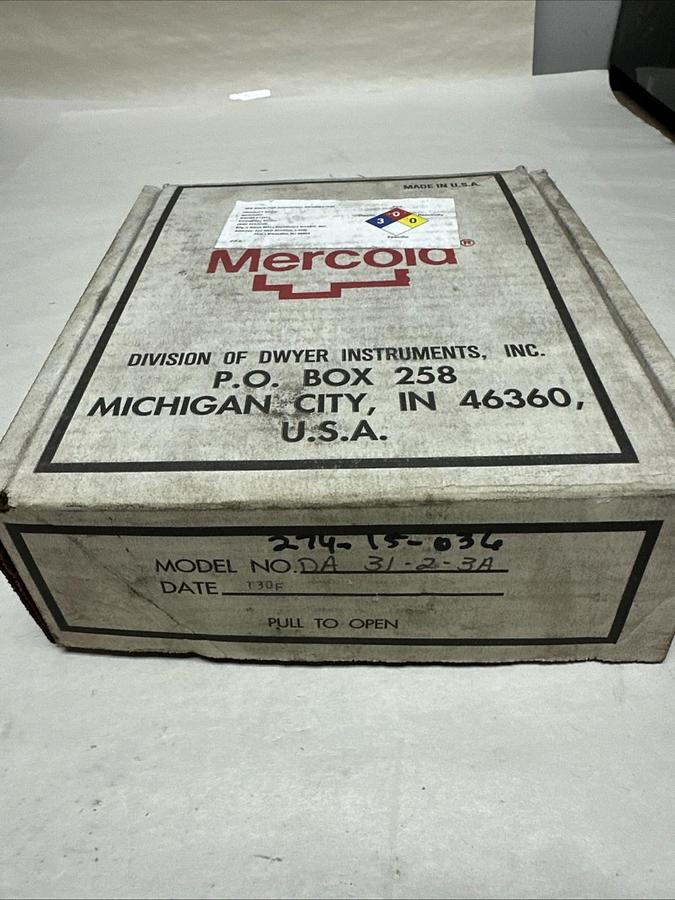 MADE IN U.S.A.
3 0 0
Mercoid®
DIVISION OF DWYER INSTRUMENTS, INC.
P.O. BOX 258
MICHIGAN CITY, IN 46360,
U.S.A.
274-15-036
MODEL NO. DA 31-2-3A
DATE T30F
PULL TO OPEN